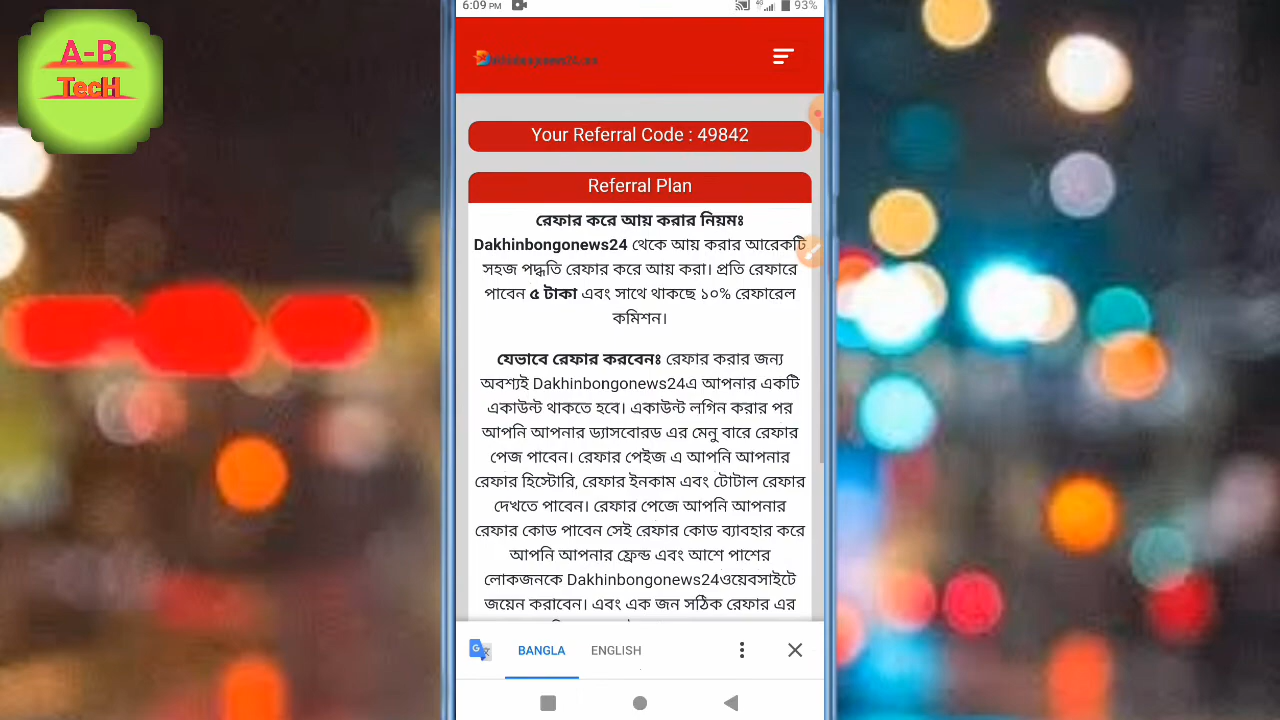 A-B
TecH
6:09 PM
4G
93%
Dakhinbongonews24.com
Your Referral Code : 49842
Referral Plan
রেফার করে আয় করার নিয়মঃ
Dakhinbongonews24 থেকে আয় করার আরেকটি
সহজ পদ্ধতি রেফার করে আয় করা। প্রতি রেফারে
পাবেন ৫ টাকা এবং সাথে থাকছে ১০% রেফারেল
কমিশন।
যেভাবে রেফার করবেনঃ রেফার করার জন্য
অবশ্যই Dakhinbongonews24এ আপনার একটি
একাউন্ট থাকতে হবে। একাউন্ট লগিন করার পর
আপনি আপনার ড্যাসবোরড এর মেনু বারে রেফার
পেজ পাবেন। রেফার পেইজ এ আপনি আপনার
রেফার হিস্টোরি, রেফার ইনকাম এবং টোটাল রেফার
দেখতে পাবেন। রেফার পেজে আপনি আপনার
রেফার কোড পাবেন সেই রেফার কোড ব্যাবহার করে
আপনি আপনার ফ্রেন্ড এবং আশে পাশের
লোকজনকে Dakhinbongonews24ওয়েবসাইটে
জয়েন করাবেন। এবং এক জন সঠিক রেফার এর
BANGLA ENGLISH